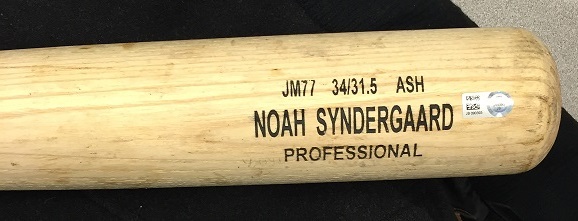 JM77 34/31.5 ASH
NOAH SYNDERGAARD
PROFESSIONAL